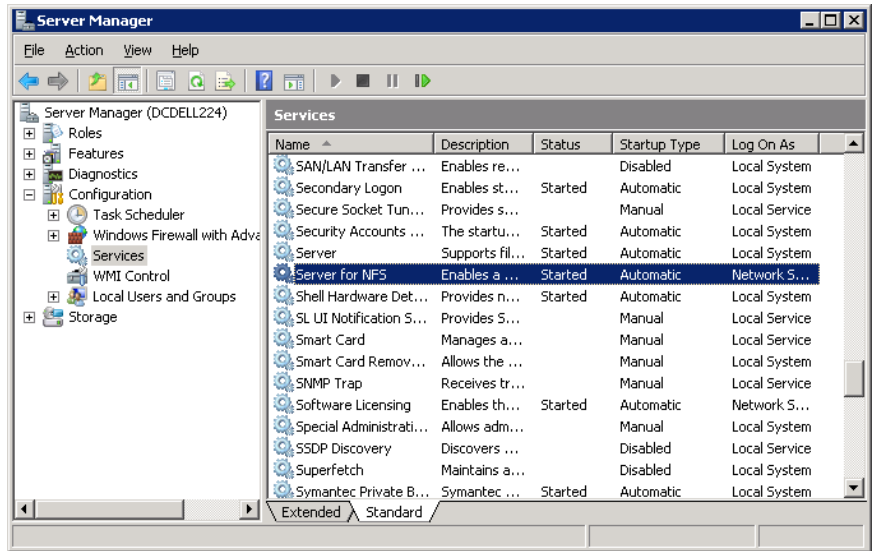 Server Manager
File Action View Help
Server Manager (DCDELL224)
Roles
Features
Diagnostics
Configuration
Task Scheduler
Windows Firewall with Adva
Services
WMI Control
Local Users and Groups
Storage
Services
Name Description Status Startup Type Log On As
SAN/LAN Transfer ... Enables re... Disabled Local System
Secondary Logon Enables st... Started Automatic Local System
Secure Socket Tun... Provides s... Manual Local Service
Security Accounts ... The startu... Started Automatic Local System
Server Supports fil... Started Automatic Local System
Server for NFS Enables a ... Started Automatic Network S...
Shell Hardware Det... Provides n... Started Automatic Local System
SL UI Notification S... Provides S... Manual Local Service
Smart Card Manages a... Manual Local Service
Smart Card Remov... Allows the ... Manual Local System
SNMP Trap Receives tr... Manual Local Service
Software Licensing Enables th... Started Automatic Network S...
Special Administrati... Allows adm... Manual Local System
SSDP Discovery Discovers ... Disabled Local Service
Superfetch Maintains a... Disabled Local System
Symantec Private B... Symantec ... Started Automatic Local System
Extended Standard